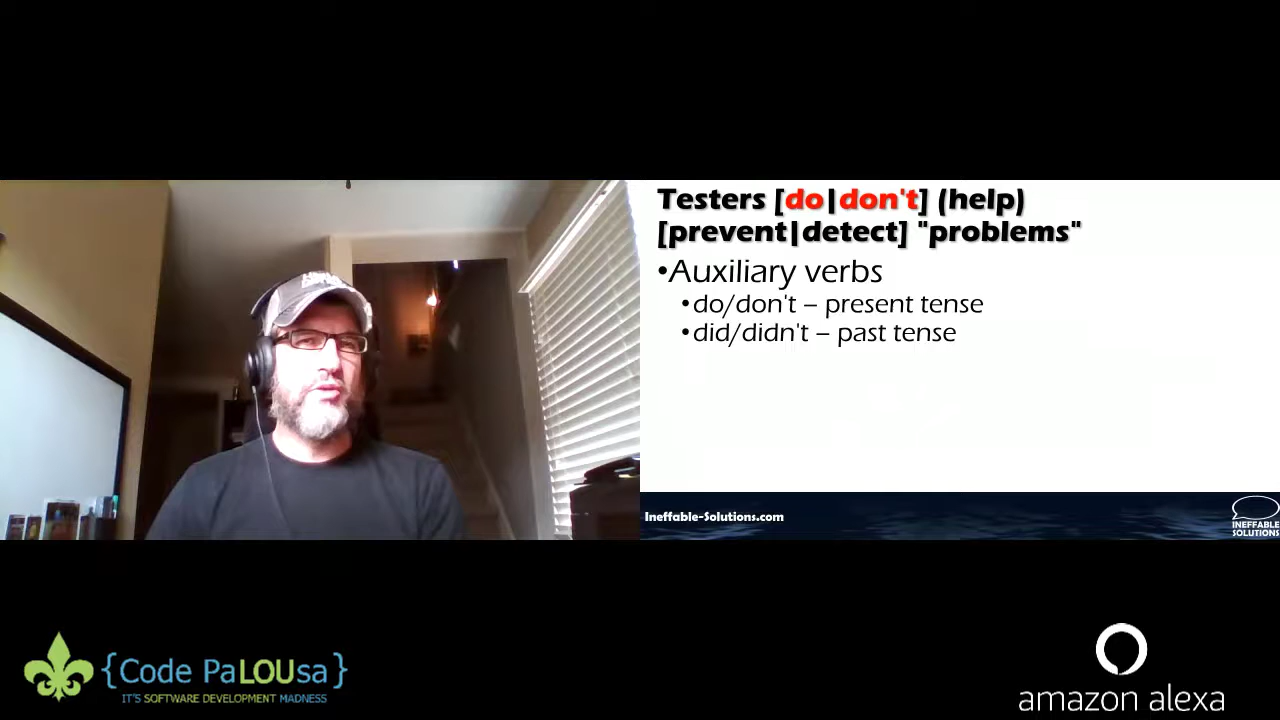 Testers [do|don't] (help)
[prevent|detect] "problems"
•Auxiliary verbs
•do/don't – present tense
•did/didn't – past tense
Ineffable-Solutions.com
INEFFABLE
SOLUTIONS
{Code PaLOUsa}
IT'S SOFTWARE DEVELOPMENT MADNESS
amazon alexa